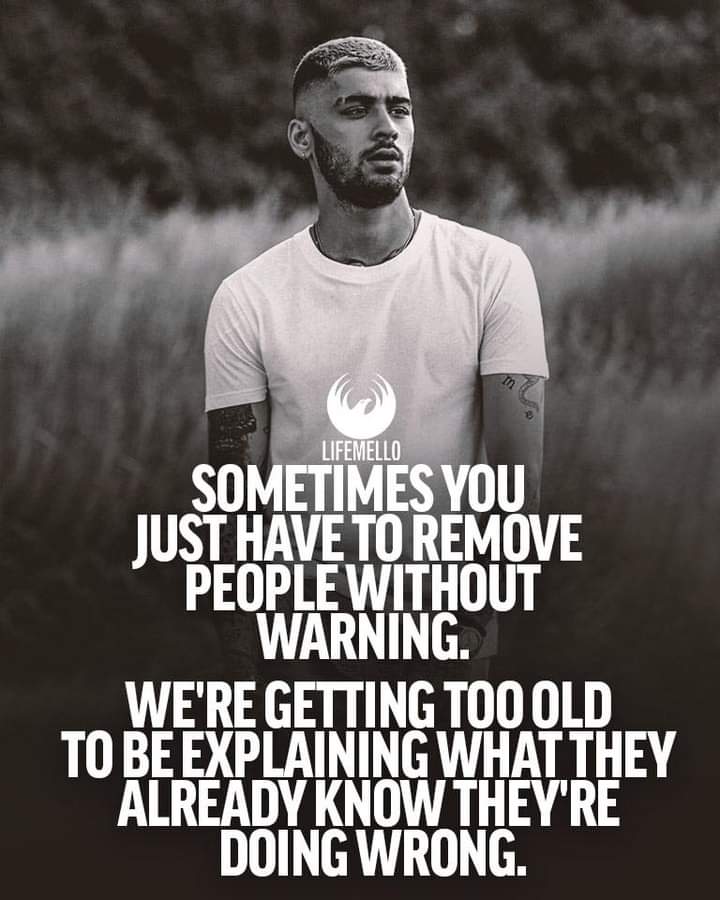 LIFEMELLO
SOMETIMES YOU
JUST HAVE TO REMOVE
PEOPLE WITHOUT
WARNING.
WE'RE GETTING TOO OLD
TO BE EXPLAINING WHAT THEY
ALREADY KNOW THEY'RE
DOING WRONG.